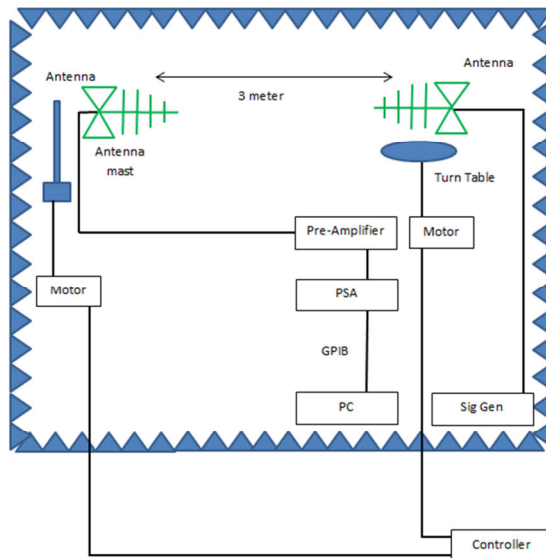 Antenna
Antenna
3 meter
Antenna
mast
Turn Table
Pre-Amplifier
Motor
Motor
PSA
GPIB
PC
Sig Gen
Controller